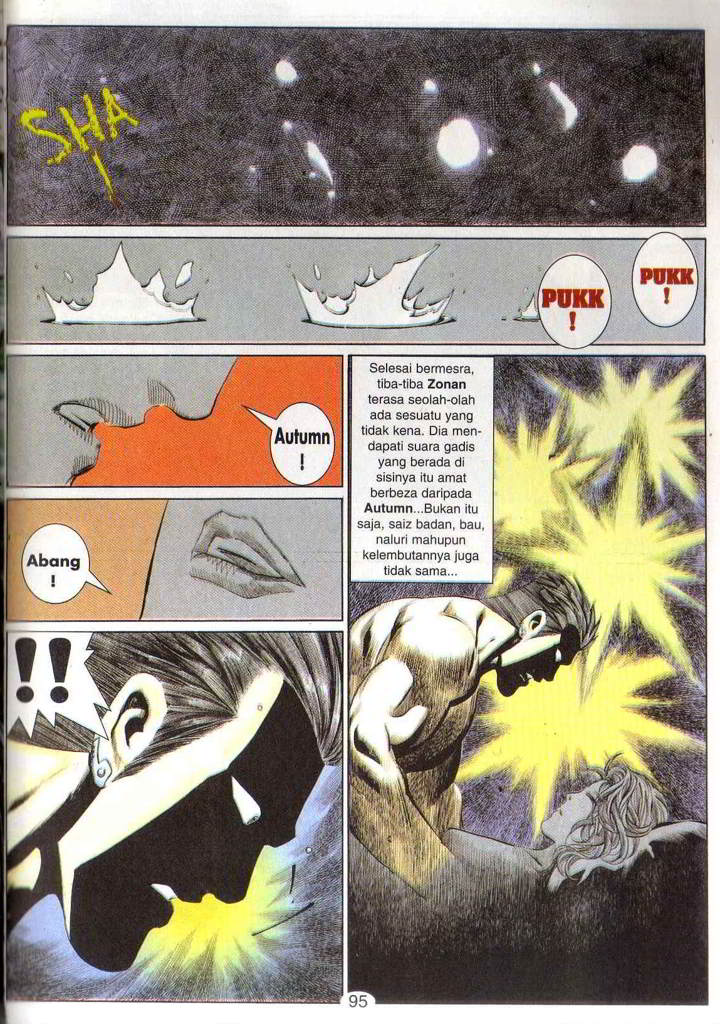 SHA
!
PUKK
!
PUKK
!
Autumn
!
Abang
!
!!
Selesai bermesra,
tiba-tiba Zonan
terasa seolah-olah
ada sesuatu yang
tidak kena. Dia men-
dapati suara gadis
yang berada di
sisinya itu amat
berbeza daripada
Autumn...Bukan itu
saja, saiz badan, bau,
naluri mahupun
kelembutannya juga
tidak sama...
95